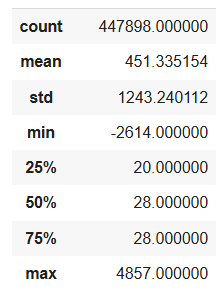 count 447898.000000
mean 451.335154
std 1243.240112
min -2614.000000
25% 20.000000
50% 28.000000
75% 28.000000
max 4857.000000